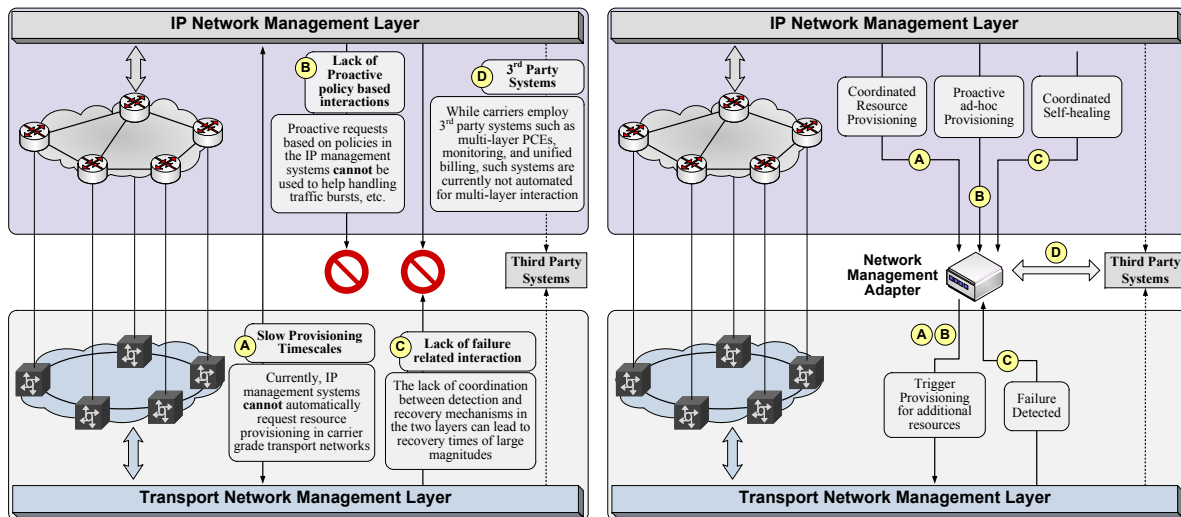 IP Network Management Layer
B
Lack of
Proactive
policy based
interactions
Proactive requests
based on policies in
the IP management
systems cannot be
used to help handling
traffic bursts, etc.
D
3rd Party
Systems
While carriers employ
3rd party systems such as
multi-layer PCEs,
monitoring, and unified
billing, such systems are
currently not automated
for multi-layer interaction
Third Party
Systems
A
Slow Provisioning
Timescales
Currently, IP
management systems
cannot automatically
request resource
provisioning in carrier
grade transport networks
C
Lack of failure
related interaction
The lack of coordination
between detection and
recovery mechanisms in
the two layers can lead to
recovery times of large
magnitudes
Transport Network Management Layer
IP Network Management Layer
Coordinated
Resource
Provisioning
Proactive
ad-hoc
Provisioning
Coordinated
Self-healing
A
B
C
Network
Management
Adapter
D
Third Party
Systems
A
B
C
Trigger
Provisioning
for additional
resources
Failure
Detected
Transport Network Management Layer